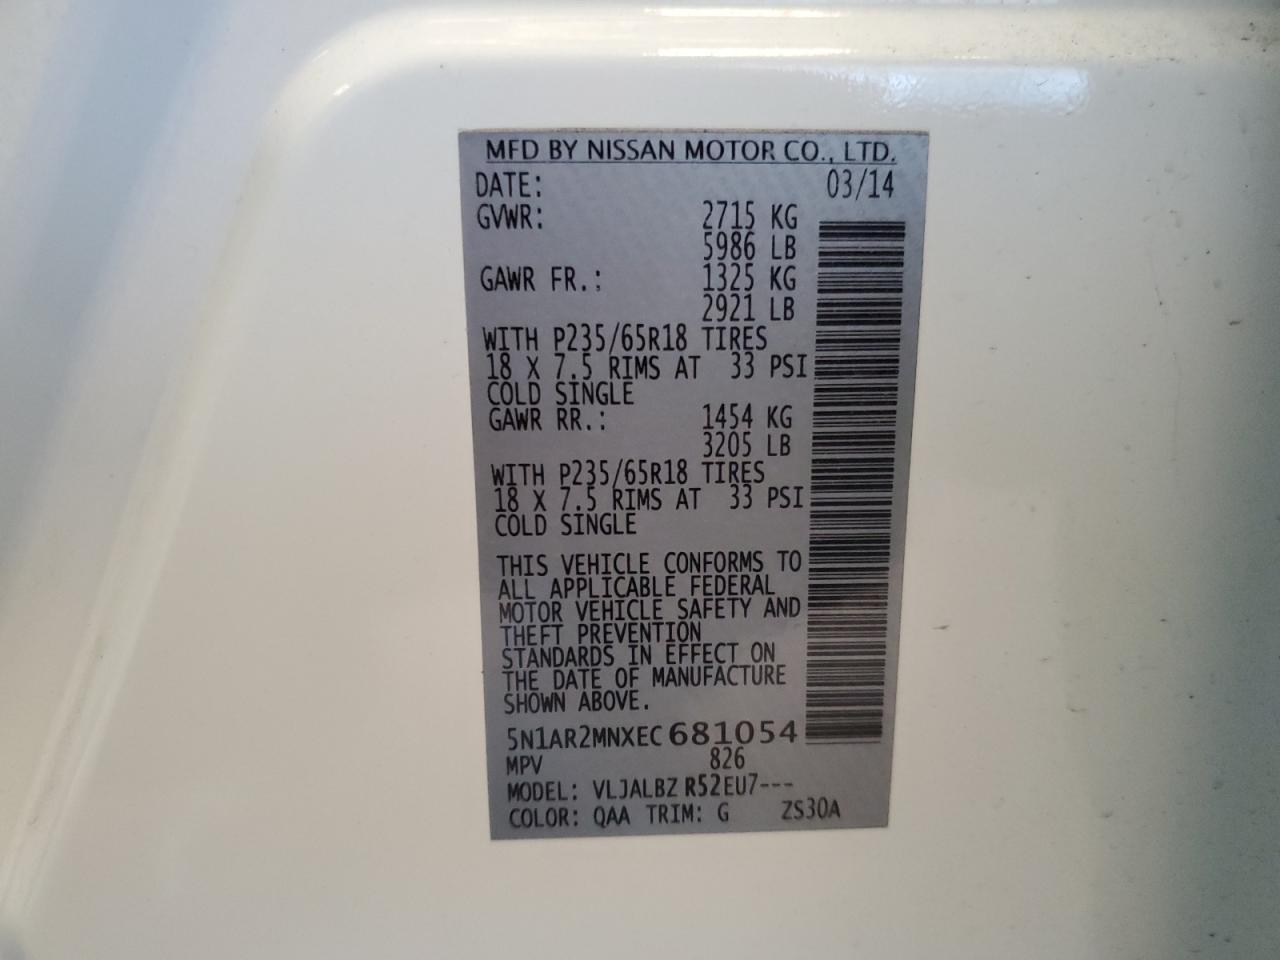 MFD BY NISSAN MOTOR CO., LTD.
DATE: 03/14
GVWR: 2715 KG
5986 LB
GAWR FR.: 1325 KG
2921 LB
WITH P235/65R18 TIRES
18 X 7.5 RIMS AT 33 PSI
COLD SINGLE
GAWR RR.: 1454 KG
3205 LB
WITH P235/65R18 TIRES
18 X 7.5 RIMS AT 33 PSI
COLD SINGLE
THIS VEHICLE CONFORMS TO
ALL APPLICABLE FEDERAL
MOTOR VEHICLE SAFETY AND
THEFT PREVENTION
STANDARDS IN EFFECT ON
THE DATE OF MANUFACTURE
SHOWN ABOVE.
5N1AR2MNXEC681054
MPV 826
MODEL: VLJALBZ R52EU7---
COLOR: QAA TRIM: G ZS30A